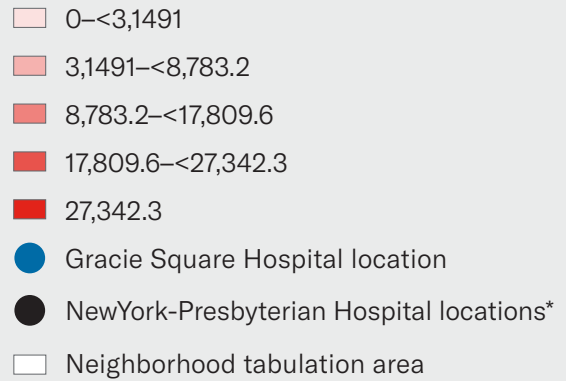 0–<3,1491
3,1491–<8,783.2
8,783.2–<17,809.6
17,809.6–<27,342.3
27,342.3
Gracie Square Hospital location
NewYork-Presbyterian Hospital locations*
Neighborhood tabulation area